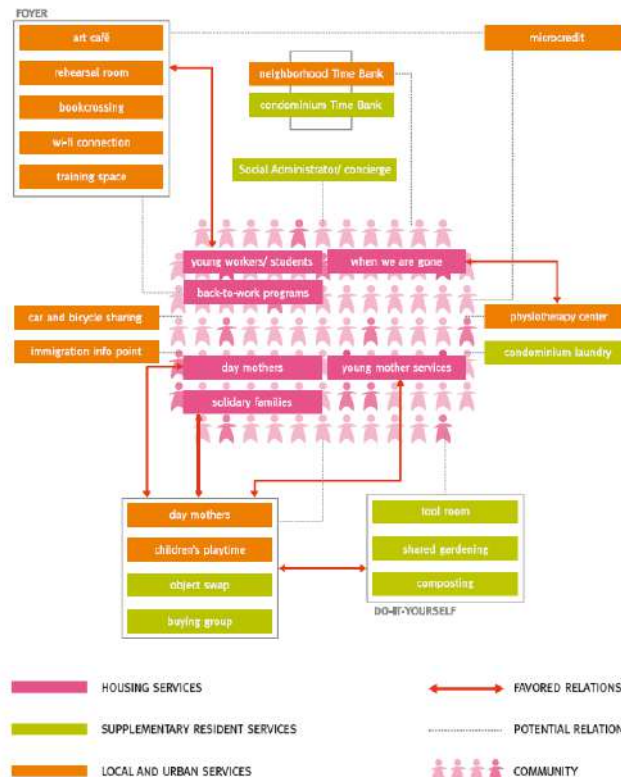 FOYER
art café
rehearsal room
bookcrossing
wi-fi connection
training space
microcredit
neighborhood Time Bank
condominium Time Bank
Social Administrator/ concierge
young workers/ students
when we are gone
back-to-work programs
car and bicycle sharing
physiotherapy center
immigration info point
condominium laundry
day mothers
young mother services
solidary families
day mothers
children's playtime
object swap
buying group
tool room
shared gardening
composting
DO-IT-YOURSELF
HOUSING SERVICES
FAVORED RELATIONS
SUPPLEMENTARY RESIDENT SERVICES
POTENTIAL RELATION
LOCAL AND URBAN SERVICES
COMMUNITY